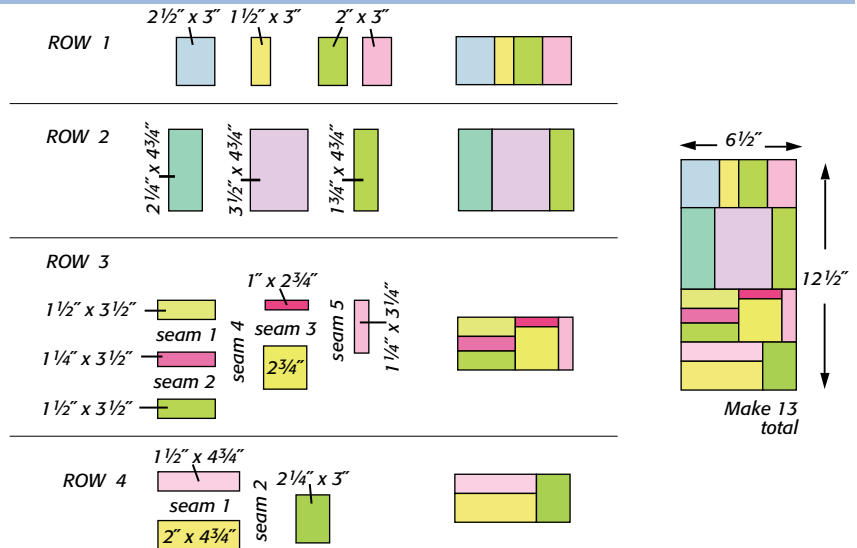 ROW 1
2½″ x 3″
1½″ x 3″
2″ x 3″
ROW 2
2¼″ x 4¾″
3½″ x 4¾″
1¾″ x 4¾″
ROW 3
1½″ x 3½″
seam 1
1¼″ x 3½″
seam 2
1½″ x 3½″
seam 4
1″ x 2¾″
seam 3
2¾″
seam 5
1¼″ x 3¼″
ROW 4
1½″ x 4¾″
seam 1
2″ x 4¾″
seam 2
2¼″ x 3″
6½″
12½″
Make 13
total